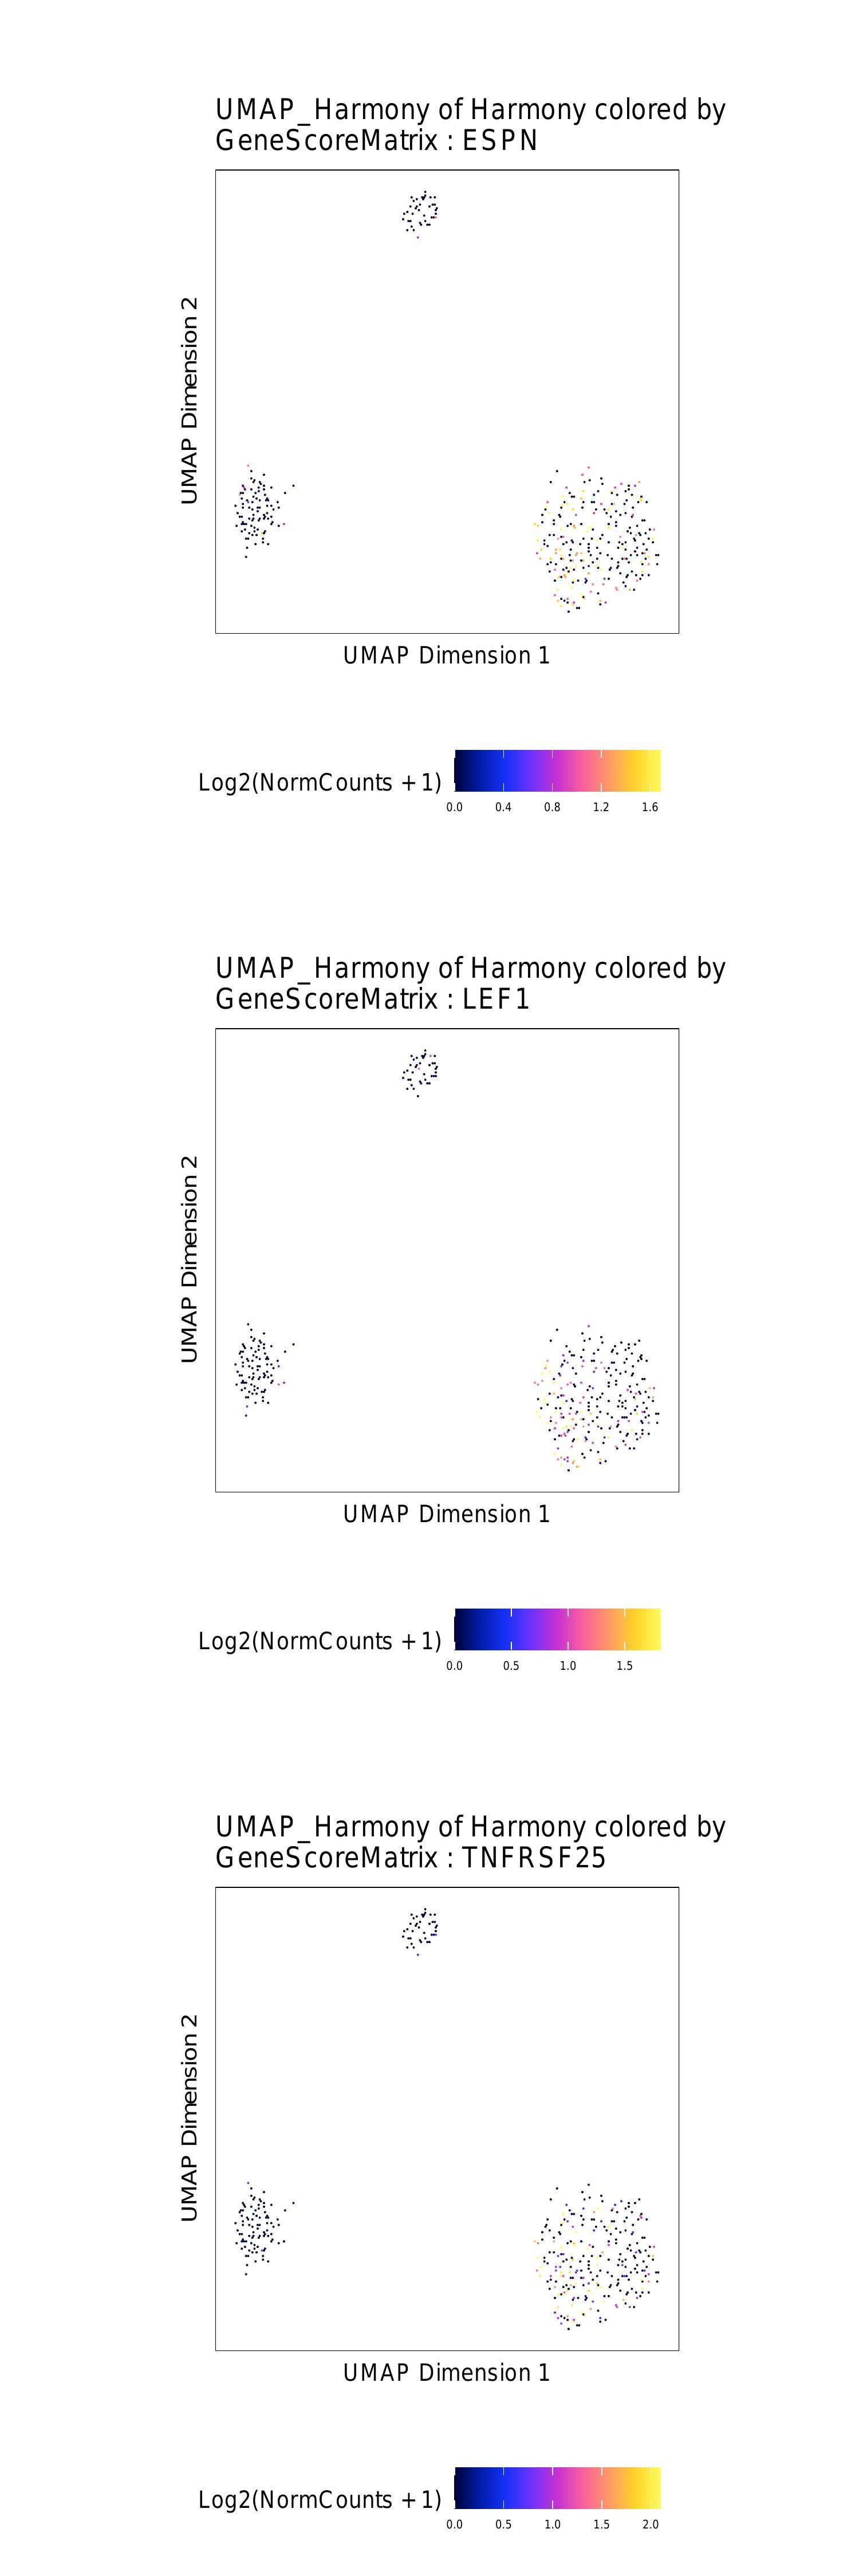 UMAP_Harmony of Harmony colored by
GeneScoreMatrix : ESPN
UMAP Dimension 2
UMAP Dimension 1
Log2(NormCounts + 1)
0.0 0.4 0.8 1.2 1.6
UMAP_Harmony of Harmony colored by
GeneScoreMatrix : LEF1
UMAP Dimension 2
UMAP Dimension 1
Log2(NormCounts + 1)
0.0 0.5 1.0 1.5
UMAP_Harmony of Harmony colored by
GeneScoreMatrix : TNFRSF25
UMAP Dimension 2
UMAP Dimension 1
Log2(NormCounts + 1)
0.0 0.5 1.0 1.5 2.0